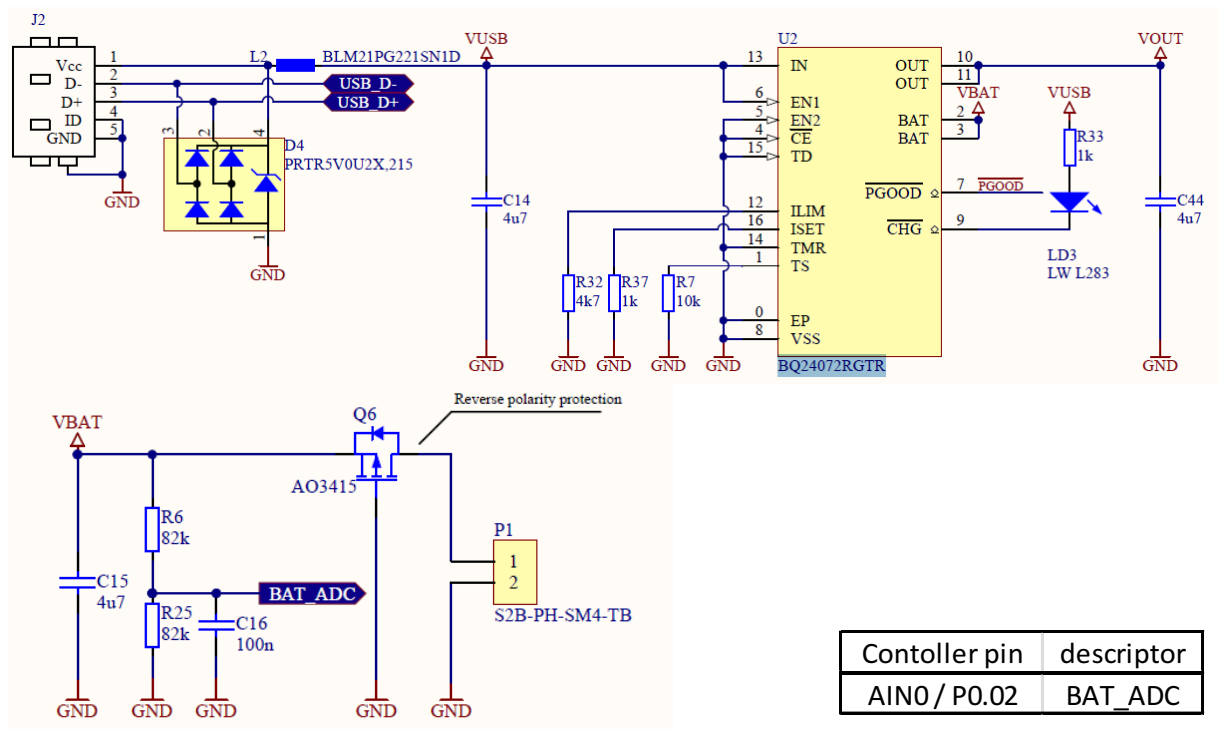 J2
1
Vcc
2
D-
3
D+
4
ID
5
GND
GND
L2
BLM21PG221SN1D
USB_D-
USB_D+
3
2
4
D4
PRTR5V0U2X,215
1
GND
VUSB
C14
4u7
GND
U2
13
IN
6
EN1
5
EN2
4
CE
15
TD
12
ILIM
16
ISET
14
TMR
1
TS
0
EP
8
VSS
BQ24072RGTR
R32
4k7
GND
R37
1k
GND
R7
10k
GND
GND
OUT
10
OUT
11
VBAT
BAT
2
BAT
3
PGOOD
7
PGOOD
CHG
9
VUSB
R33
1k
LD3
LW L283
VOUT
C44
4u7
GND
VBAT
Q6
Reverse polarity protection
AO3415
R6
82k
C15
4u7
BAT_ADC
R25
82k
C16
100n
P1
1
2
S2B-PH-SM4-TB
GND
GND
GND
GND
GND
Contoller pin descriptor
AIN0 / P0.02 BAT_ADC